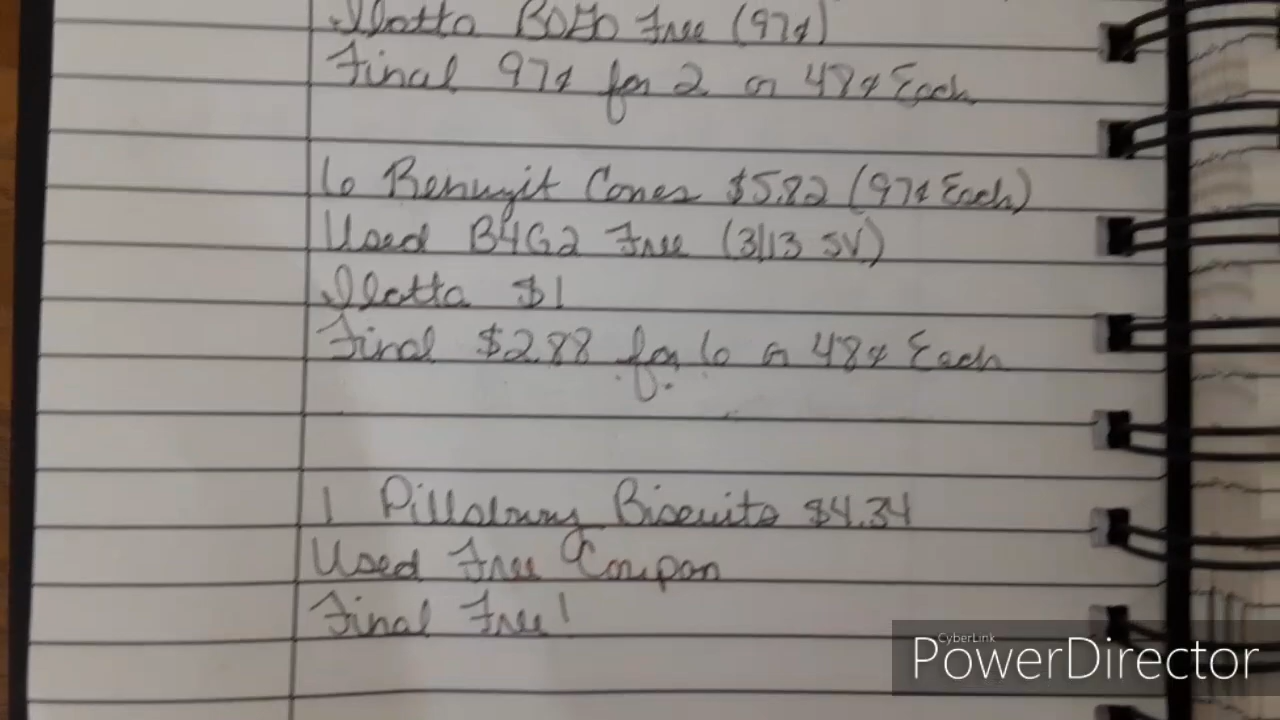 Ibotta BOGO Free (97¢)
Final 97¢ for 2 or 48¢ Each
6 Renuzit Cones $5.82 (97¢ Each)
Used B4G2 Free (3/13 SV)
Ibotta $1
Final $2.88 for 6 or 48¢ Each
1 Pillsbury Biscuits $4.34
Used Free Coupon
Final Free!
CyberLink
PowerDirector